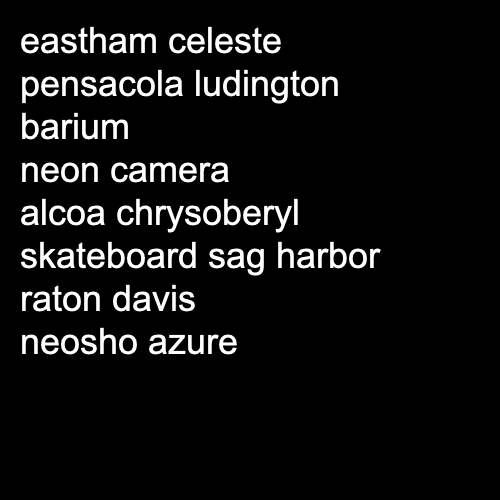 eastham celeste
pensacola ludington
barium
neon camera
alcoa chrysoberyl
skateboard sag harbor
raton davis
neosho azure